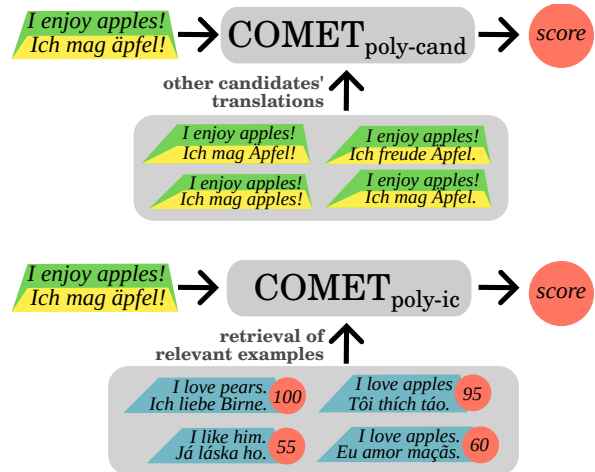 I enjoy apples!
Ich mag äpfel!
COMET poly-cand
score
other candidates'
translations
I enjoy apples!
Ich mag Äpfel!
I enjoy apples!
Ich freude Äpfel.
I enjoy apples!
Ich mag apples!
I enjoy apples!
Ich mag Äpfel.
I enjoy apples!
Ich mag äpfel!
COMET poly-ic
score
retrieval of
relevant examples
I love pears.
Ich liebe Birne.
100
I love apples
Tôi thích táo.
95
I like him.
Já láska ho.
55
I love apples.
Eu amor maçãs.
60